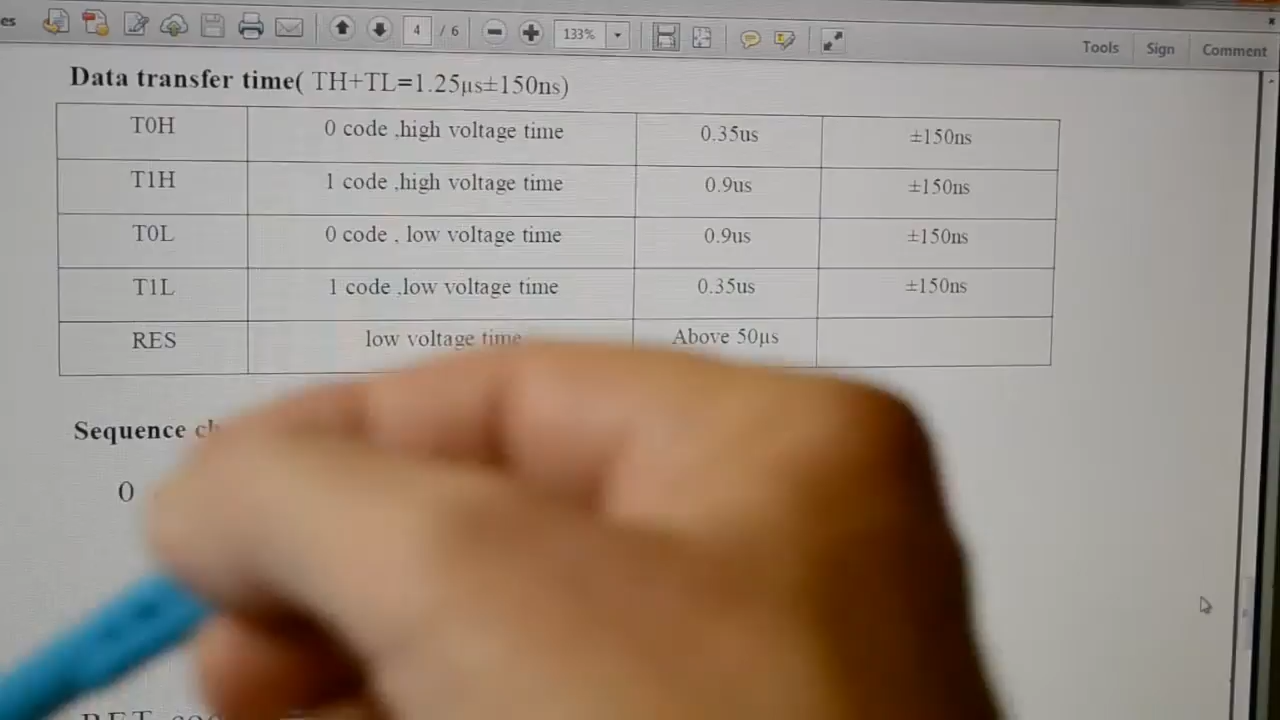 es 4 / 6 133% Tools Sign Comment
Data transfer time( TH+TL=1.25μs±150ns)
T0H 0 code ,high voltage time 0.35us ±150ns
T1H 1 code ,high voltage time 0.9us ±150ns
T0L 0 code , low voltage time 0.9us ±150ns
T1L 1 code ,low voltage time 0.35us ±150ns
RES low voltage time Above 50μs
Sequence
0